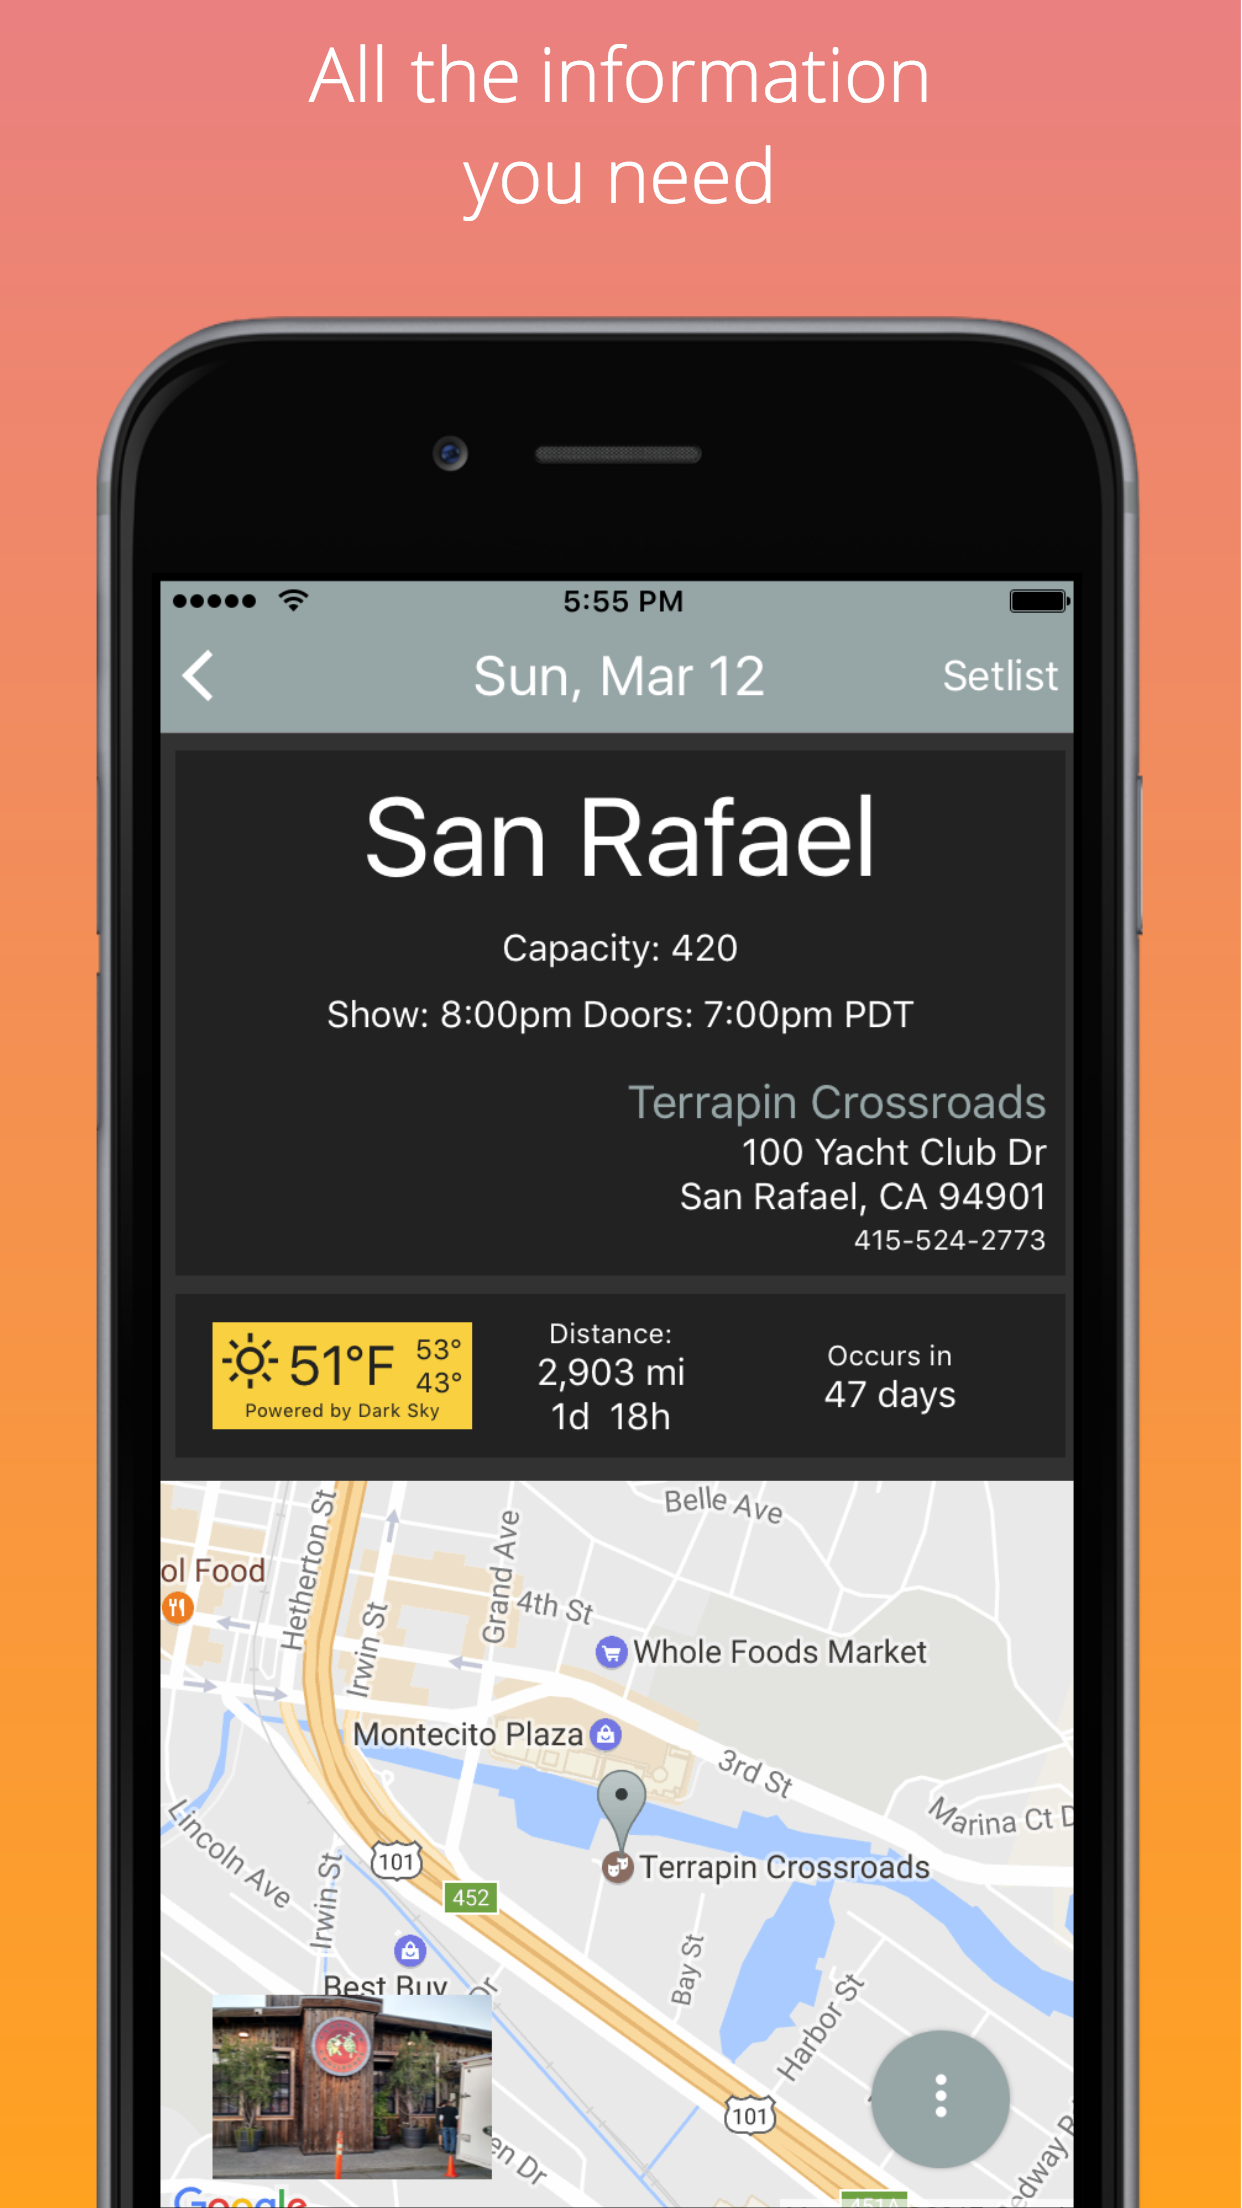 All the information
you need
5:55 PM
Sun, Mar 12
Setlist
San Rafael
Capacity: 420
Show: 8:00pm Doors: 7:00pm PDT
Terrapin Crossroads
100 Yacht Club Dr
San Rafael, CA 94901
415-524-2773
51°F
53°
43°
Powered by Dark Sky
Distance:
2,903 mi
1d 18h
Occurs in
47 days
Belle Ave
Hetherton St
ol Food
Grand Ave
4th St
Irwin St
Whole Foods Market
Montecito Plaza
3rd St
Marina Ct D
Lincoln Ave
101
Terrapin Crossroads
452
Irwin St
Bay St
Best Buy
Dr
Harbor St
101
en Dr
edway R
Google
451A